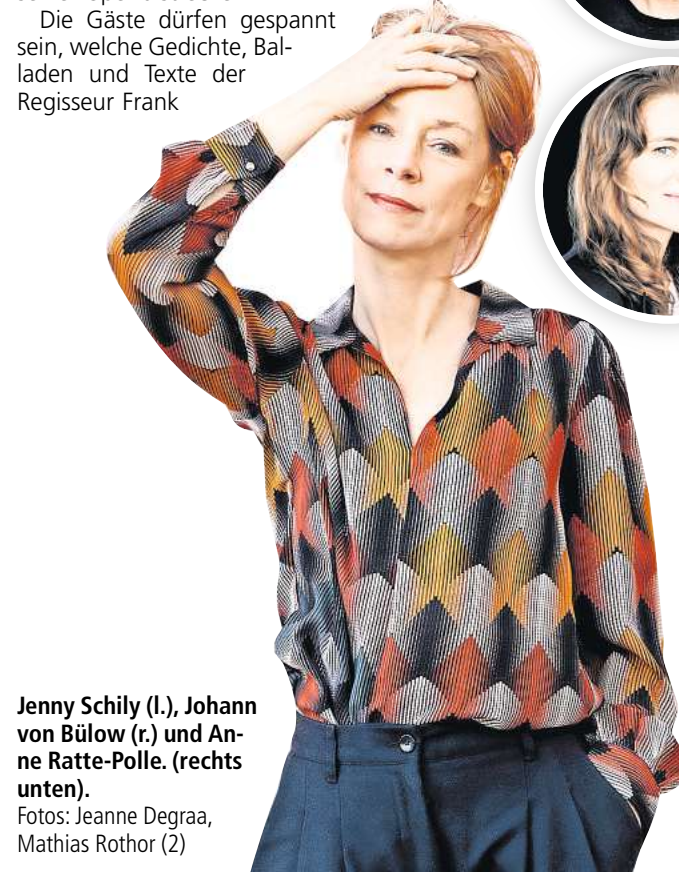 Die Gäste dürfen gespannt
sein, welche Gedichte, Bal-
laden und Texte der
Regisseur Frank
Jenny Schily (l.), Johann
von Bülow (r.) und An-
ne Ratte-Polle. (rechts
unten).
Fotos: Jeanne Degraa,
Mathias Rothor (2)